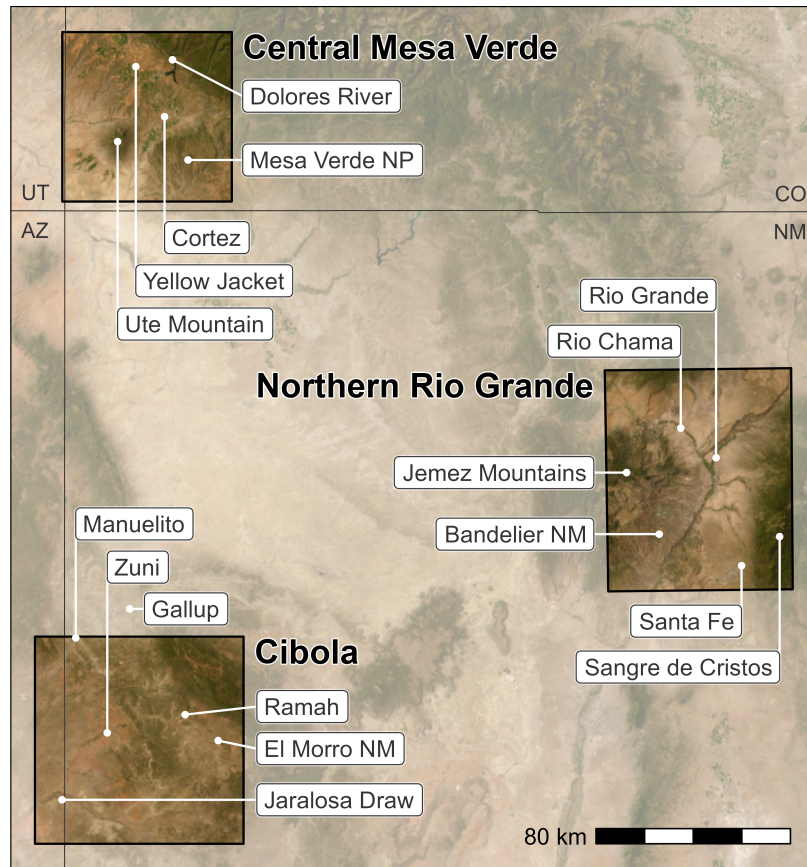 Central Mesa Verde
Dolores River
Mesa Verde NP
UT
CO
AZ
NM
Cortez
Yellow Jacket
Ute Mountain
Rio Grande
Rio Chama
Northern Rio Grande
Jemez Mountains
Bandelier NM
Manuelito
Zuni
Gallup
Santa Fe
Cibola
Sangre de Cristos
Ramah
El Morro NM
Jaralosa Draw
80 km